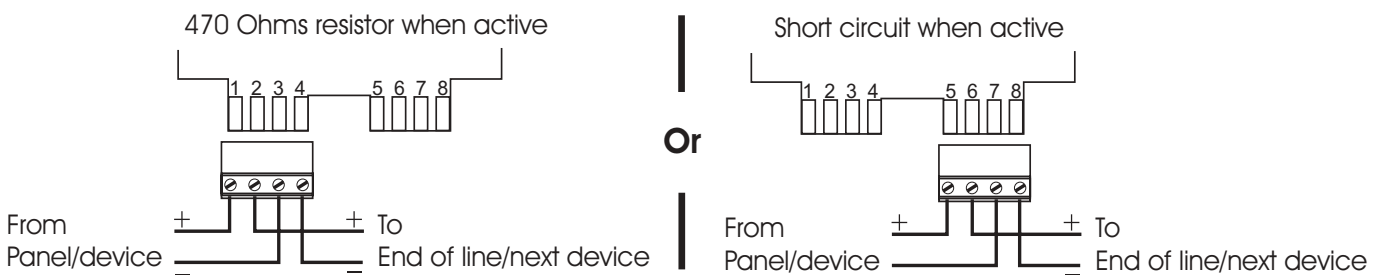 470 Ohms resistor when active
1 2 3 4 5 6 7 8
From + + To
Panel/device − − End of line/next device
Or
Short circuit when active
1 2 3 4 5 6 7 8
From + + To
Panel/device − − End of line/next device